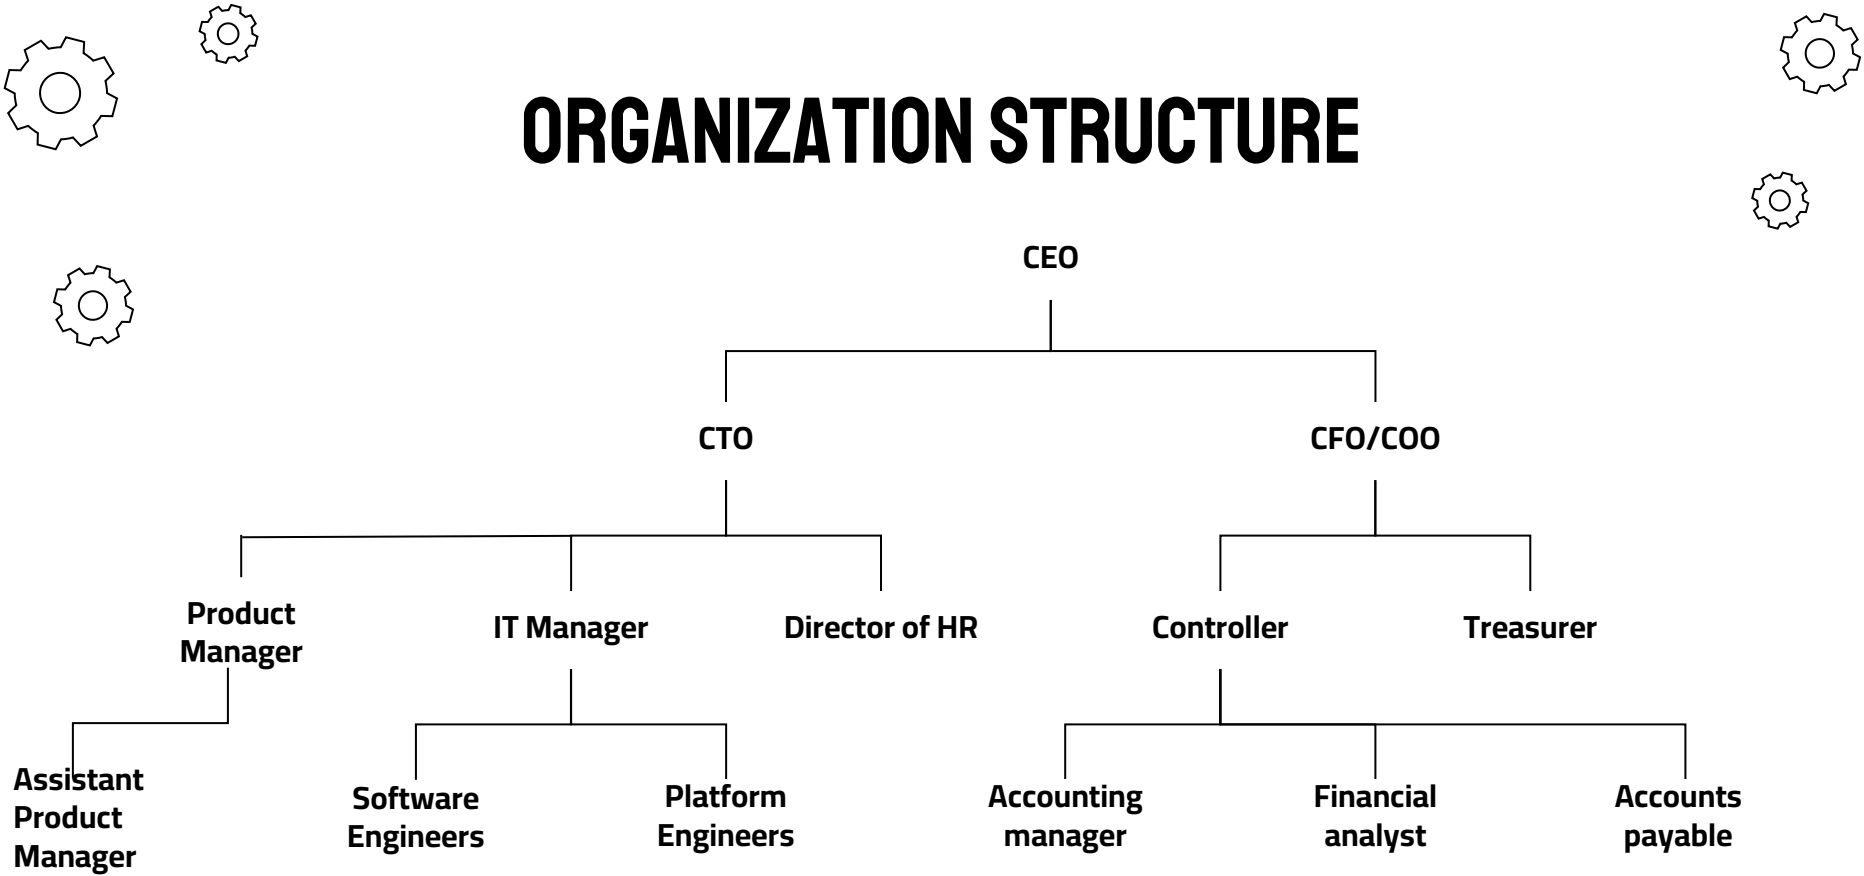 ORGANIZATION STRUCTURE
CEO
CTO
CFO/COO
Product
Manager
IT Manager
Director of HR
Controller
Treasurer
Assistant
Product
Manager
Software
Engineers
Platform
Engineers
Accounting
manager
Financial
analyst
Accounts
payable